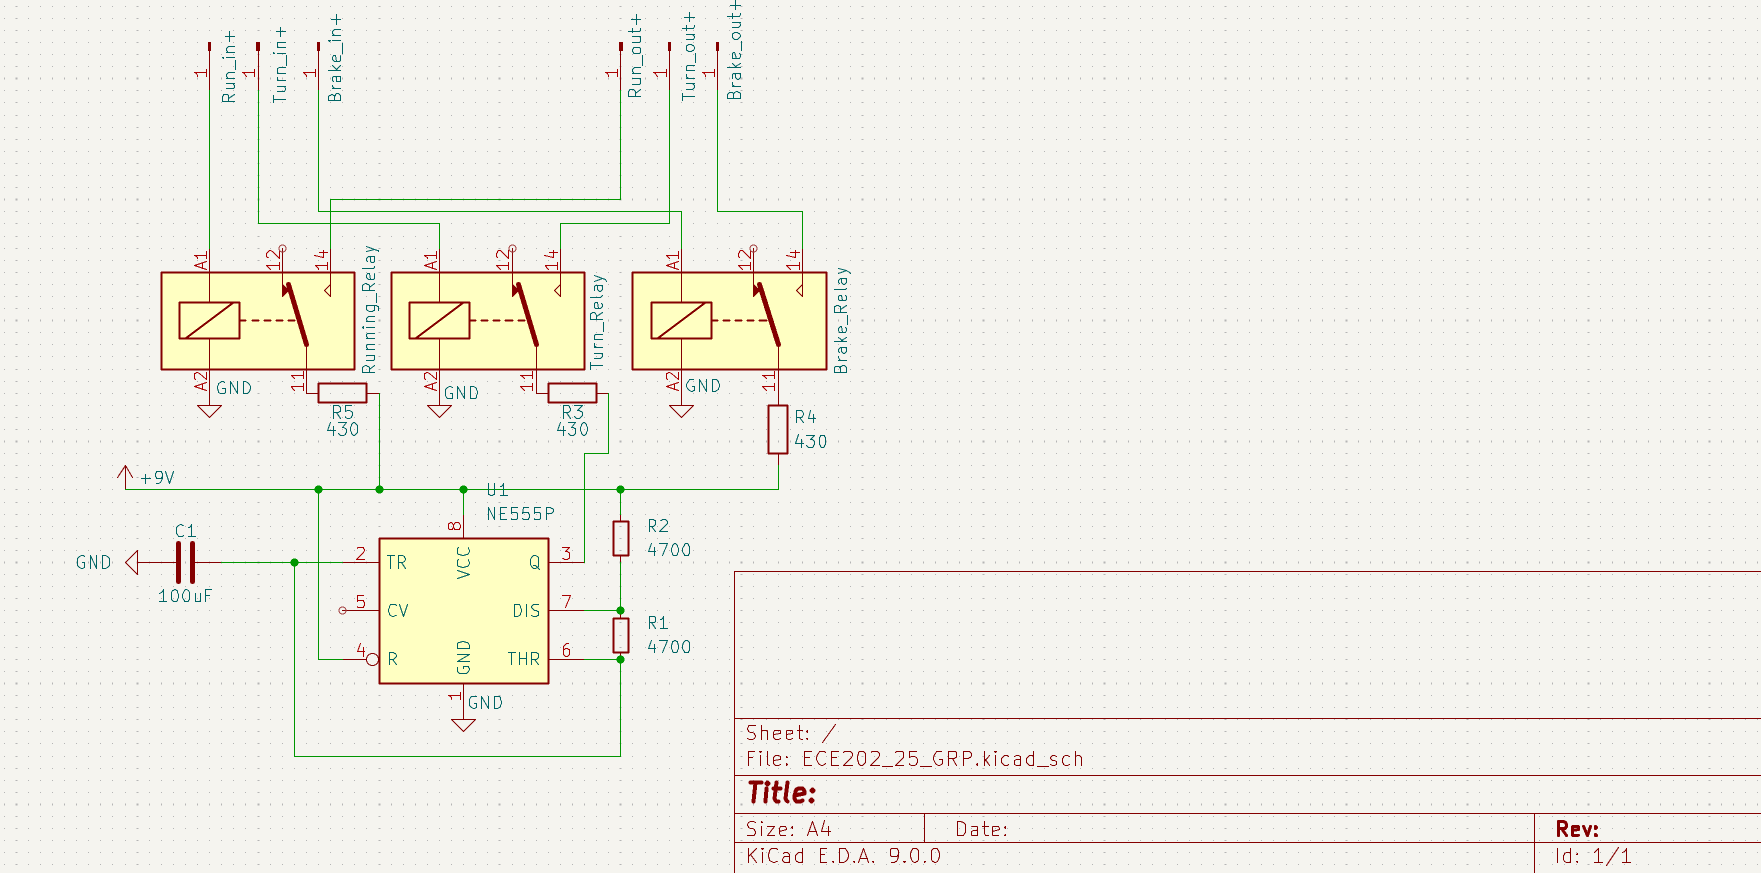 Run_in+
Turn_in+
Brake_in+
Run_out+
Turn_out+
Brake_out+
1
1
1
1
1
1
A1
12
14
Running_Relay
A1
12
14
Turn_Relay
A1
12
14
Brake_Relay
A2
GND
11
R5
430
A2
GND
11
R3
430
A2
GND
11
R4
430
+9V
U1
NE555P
C1
100uF
GND
8
VCC
2
TR
Q
3
5
CV
DIS
7
4
R
GND
THR
6
1
GND
R2
4700
R1
4700
Sheet: /
File: ECE202_25_GRP.kicad_sch
Title:
Size: A4
Date:
Rev:
KiCad E.D.A. 9.0.0
Id: 1/1